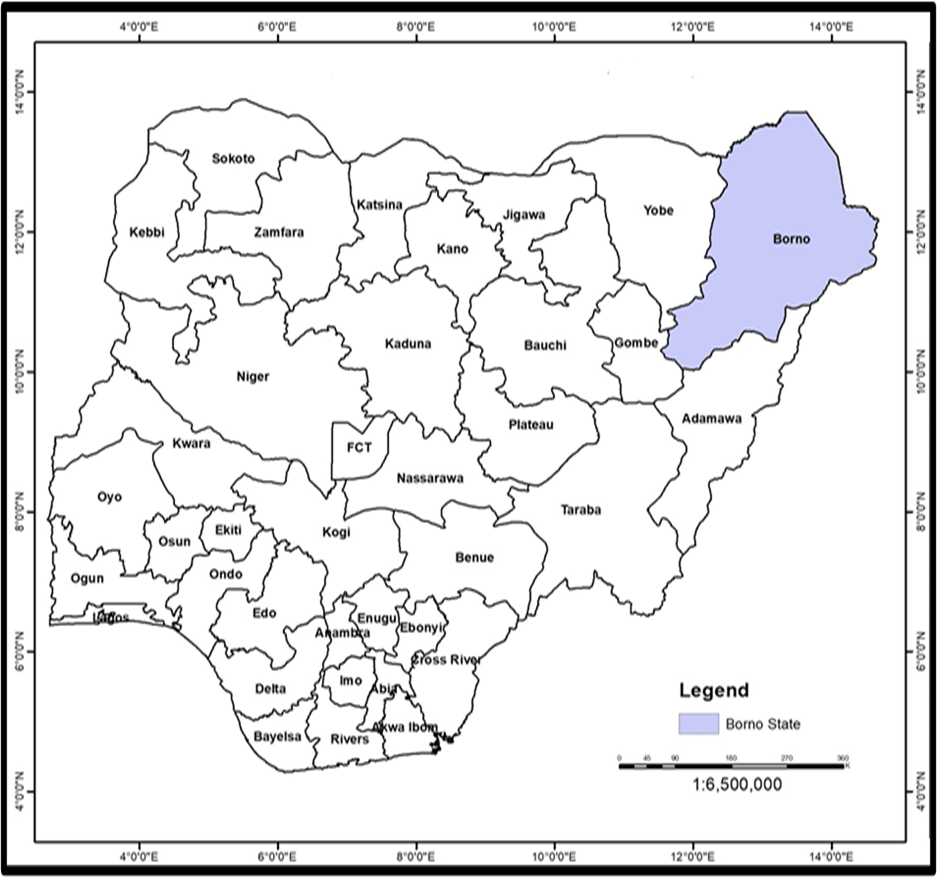 4°0'0"E 6°0'0"E 8°0'0"E 10°0'0"E 12°0'0"E 14°0'0"E
14°0'0"N 14°0'0"N
Sokoto
Katsina
Jigawa
Yobe
Kebbi
Zamfara
Borno
12°0'0"N 12°0'0"N
Kano
Kaduna
Bauchi
Gombe
10°0'0"N 10°0'0"N
Niger
Adamawa
Plateau
Kwara
FCT
Nassarawa
Oyo
Taraba
8°0'0"N 8°0'0"N
Osun
Ekiti
Kogi
Benue
Ogun
Ondo
Edo
Lagos
Enugu
Anambra
Ebonyi
6°0'0"N 6°0'0"N
Cross River
Imo
Abia
Delta
Legend
Borno State
Akwa Ibom
Bayelsa
Rivers
0 45 90 180 270 360
K
1:6,500,000
4°0'0"N 4°0'0"N
4°0'0"E 6°0'0"E 8°0'0"E 10°0'0"E 12°0'0"E 14°0'0"E